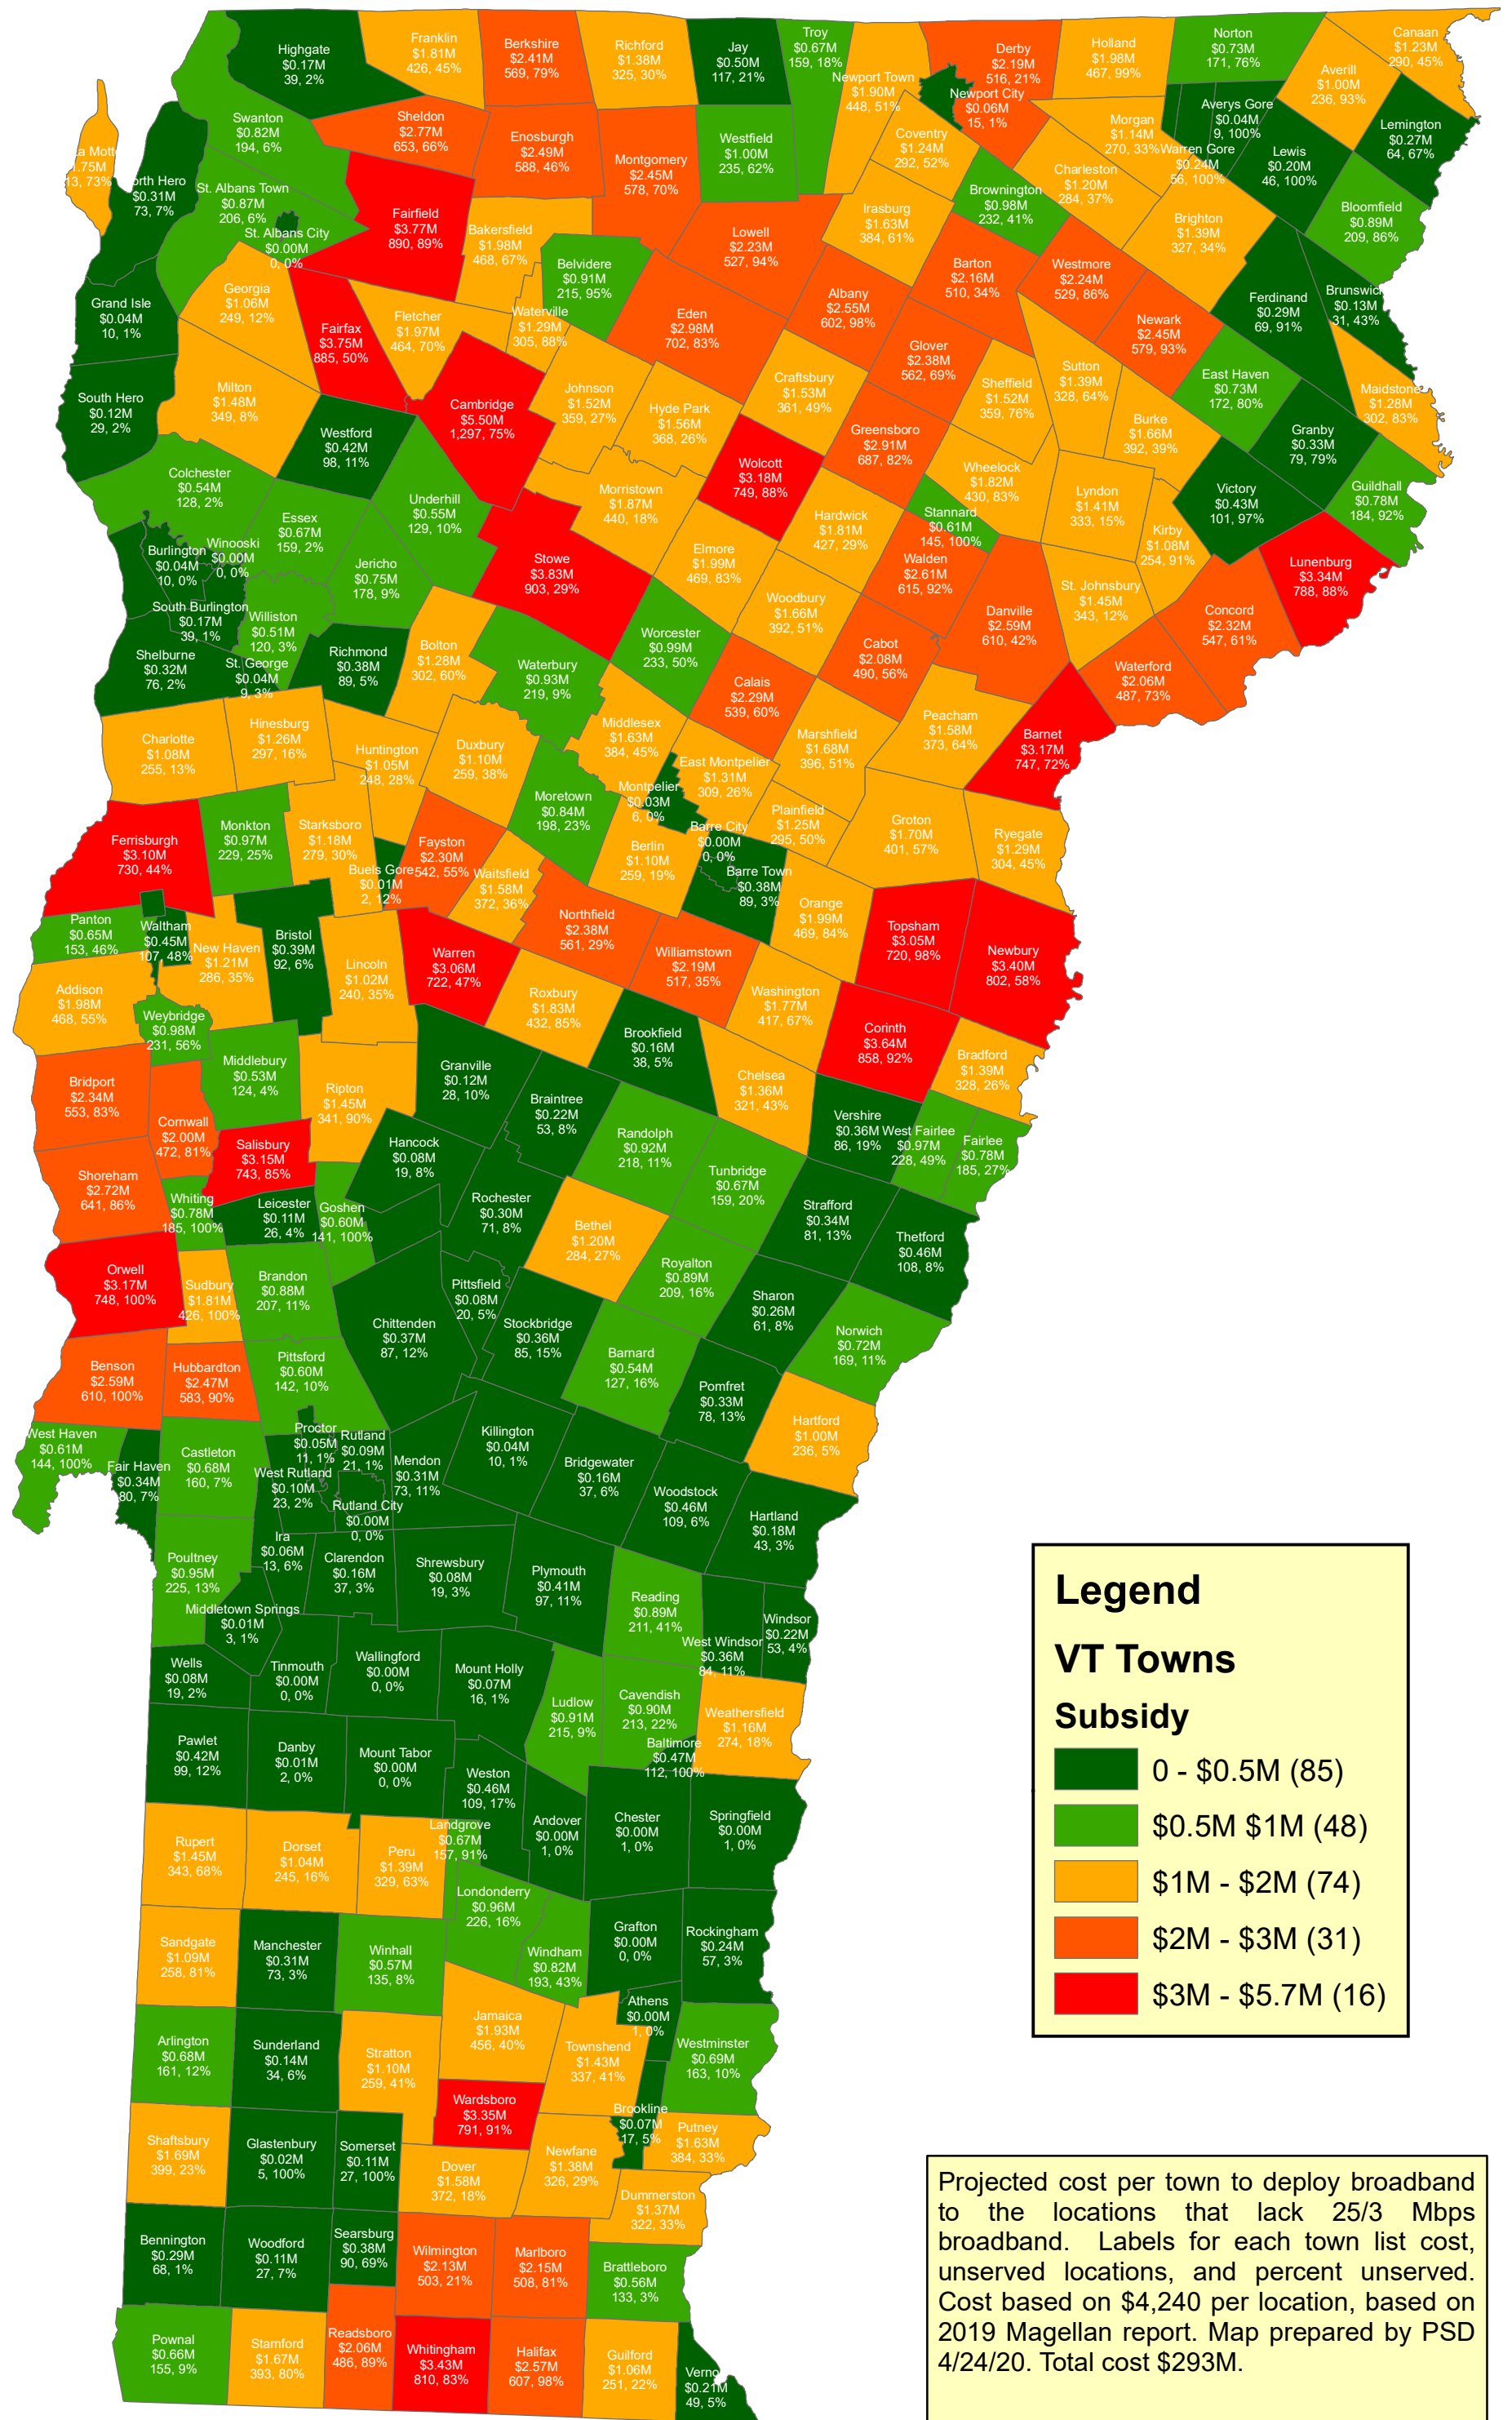 Highgate
$0.17M
39, 2%
Franklin
$1.81M
426, 45%
Berkshire
$2.41M
569, 79%
Richford
$1.38M
325, 30%
Jay
$0.50M
117, 21%
Troy
$0.67M
159, 18%
Newport Town
$1.90M
448, 51%
Derby
$2.19M
516, 21%
Newport City
$0.06M
15, 1%
Holland
$1.98M
467, 99%
Norton
$0.73M
171, 76%
Averill
$1.00M
236, 93%
Canaan
$1.23M
290, 45%
Swanton
$0.82M
194, 6%
Sheldon
$2.77M
653, 66%
Enosburgh
$2.49M
588, 46%
Montgomery
$2.45M
578, 70%
Westfield
$1.00M
235, 62%
Coventry
$1.24M
292, 52%
Morgan
$1.14M
270, 33%
Averys Gore
$0.04M
9, 100%
Warren Gore
$0.24M
56, 100%
Lewis
$0.20M
46, 100%
Lemington
$0.27M
64, 67%
La Mott
.75M
13, 73%
orth Hero
$0.31M
73, 7%
St. Albans Town
$0.87M
206, 6%
St. Albans City
$0.00M
0, 0%
Fairfield
$3.77M
890, 89%
Bakersfield
$1.98M
468, 67%
Belvidere
$0.91M
215, 95%
Lowell
$2.23M
527, 94%
Irasburg
$1.63M
384, 61%
Brownington
$0.98M
232, 41%
Charleston
$1.20M
284, 37%
Brighton
$1.39M
327, 34%
Bloomfield
$0.89M
209, 86%
Grand Isle
$0.04M
10, 1%
Georgia
$1.06M
249, 12%
Fairfax
$3.75M
885, 50%
Fletcher
$1.97M
464, 70%
Waterville
$1.29M
305, 88%
Eden
$2.98M
702, 83%
Albany
$2.55M
602, 98%
Barton
$2.16M
510, 34%
Westmore
$2.24M
529, 86%
Newark
$2.45M
579, 93%
Ferdinand
$0.29M
69, 91%
Brunswic
$0.13M
31, 43%
South Hero
$0.12M
29, 2%
Milton
$1.48M
349, 8%
Westford
$0.42M
98, 11%
Cambridge
$5.50M
1,297, 75%
Johnson
$1.52M
359, 27%
Hyde Park
$1.56M
368, 26%
Craftsbury
$1.53M
361, 49%
Glover
$2.38M
562, 69%
Sheffield
$1.52M
359, 76%
Sutton
$1.39M
328, 64%
East Haven
$0.73M
172, 80%
Maidstone
$1.28M
302, 83%
Burke
$1.66M
392, 39%
Granby
$0.33M
79, 79%
Colchester
$0.54M
128, 2%
Essex
$0.67M
159, 2%
Underhill
$0.55M
129, 10%
Morristown
$1.87M
440, 18%
Wolcott
$3.18M
749, 88%
Greensboro
$2.91M
687, 82%
Wheelock
$1.82M
430, 83%
Lyndon
$1.41M
333, 15%
Victory
$0.43M
101, 97%
Guildhall
$0.78M
184, 92%
Burlington
$0.04M
10, 0%
Winooski
$0.00M
0, 0%
Jericho
$0.75M
178, 9%
Stowe
$3.83M
903, 29%
Elmore
$1.99M
469, 83%
Hardwick
$1.81M
427, 29%
Stannard
$0.61M
145, 100%
Walden
$2.61M
615, 92%
Kirby
$1.08M
254, 91%
Lunenburg
$3.34M
788, 88%
South Burlington
$0.17M
39, 1%
Williston
$0.51M
120, 3%
Woodbury
$1.66M
392, 51%
Danville
$2.59M
610, 42%
St. Johnsbury
$1.45M
343, 12%
Concord
$2.32M
547, 61%
Shelburne
$0.32M
76, 2%
St. George
$0.04M
9, 3%
Richmond
$0.38M
89, 5%
Bolton
$1.28M
302, 60%
Waterbury
$0.93M
219, 9%
Worcester
$0.99M
233, 50%
Calais
$2.29M
539, 60%
Cabot
$2.08M
490, 56%
Waterford
$2.06M
487, 73%
Charlotte
$1.08M
255, 13%
Hinesburg
$1.26M
297, 16%
Huntington
$1.05M
248, 28%
Duxbury
$1.10M
259, 38%
Middlesex
$1.63M
384, 45%
East Montpelier
$1.31M
309, 26%
Marshfield
$1.68M
396, 51%
Peacham
$1.58M
373, 64%
Barnet
$3.17M
747, 72%
Ferrisburgh
$3.10M
730, 44%
Monkton
$0.97M
229, 25%
Starksboro
$1.18M
279, 30%
Buels Gore
$0.01M
2, 12%
Fayston
$2.30M
542, 55%
Moretown
$0.84M
198, 23%
Montpelier
$0.03M
6, 0%
Berlin
$1.10M
259, 19%
Barre City
$0.00M
0, 0%
Barre Town
$0.38M
89, 3%
Plainfield
$1.25M
295, 50%
Groton
$1.70M
401, 57%
Ryegate
$1.29M
304, 45%
Waitsfield
$1.58M
372, 36%
Panton
$0.65M
153, 46%
Waltham
$0.45M
107, 48%
New Haven
$1.21M
286, 35%
Bristol
$0.39M
92, 6%
Lincoln
$1.02M
240, 35%
Warren
$3.06M
722, 47%
Northfield
$2.38M
561, 29%
Williamstown
$2.19M
517, 35%
Orange
$1.99M
469, 84%
Topsham
$3.05M
720, 98%
Newbury
$3.40M
802, 58%
Addison
$1.98M
468, 55%
Weybridge
$0.98M
231, 56%
Roxbury
$1.83M
432, 85%
Washington
$1.77M
417, 67%
Corinth
$3.64M
858, 92%
Bradford
$1.39M
328, 26%
Bridport
$2.34M
553, 83%
Cornwall
$2.00M
472, 81%
Middlebury
$0.53M
124, 4%
Ripton
$1.45M
341, 90%
Granville
$0.12M
28, 10%
Brookfield
$0.16M
38, 5%
Chelsea
$1.36M
321, 43%
Braintree
$0.22M
53, 8%
Vershire
$0.36M
86, 19%
West Fairlee
$0.97M
228, 49%
Fairlee
$0.78M
185, 27%
Salisbury
$3.15M
743, 85%
Hancock
$0.08M
19, 8%
Randolph
$0.92M
218, 11%
Tunbridge
$0.67M
159, 20%
Shoreham
$2.72M
641, 86%
Whiting
$0.78M
185, 100%
Leicester
$0.11M
26, 4%
Goshen
$0.60M
141, 100%
Rochester
$0.30M
71, 8%
Bethel
$1.20M
284, 27%
Strafford
$0.34M
81, 13%
Thetford
$0.46M
108, 8%
Orwell
$3.17M
748, 100%
Sudbury
$1.81M
426, 100%
Brandon
$0.88M
207, 11%
Chittenden
$0.37M
87, 12%
Pittsfield
$0.08M
20, 5%
Stockbridge
$0.36M
85, 15%
Royalton
$0.89M
209, 16%
Sharon
$0.26M
61, 8%
Norwich
$0.72M
169, 11%
Benson
$2.59M
610, 100%
Hubbardton
$2.47M
583, 90%
Pittsford
$0.60M
142, 10%
Barnard
$0.54M
127, 16%
Pomfret
$0.33M
78, 13%
Hartford
$1.00M
236, 5%
West Haven
$0.61M
144, 100%
Fair Haven
$0.34M
80, 7%
Castleton
$0.68M
160, 7%
Proctor
$0.05M
11, 1%
Rutland
$0.09M
21, 1%
West Rutland
$0.10M
23, 2%
Rutland City
$0.00M
0, 0%
Mendon
$0.31M
73, 11%
Killington
$0.04M
10, 1%
Bridgewater
$0.16M
37, 6%
Woodstock
$0.46M
109, 6%
Hartland
$0.18M
43, 3%
Poultney
$0.95M
225, 13%
Ira
$0.06M
13, 6%
Clarendon
$0.16M
37, 3%
Shrewsbury
$0.08M
19, 3%
Plymouth
$0.41M
97, 11%
Reading
$0.89M
211, 41%
West Windsor
$0.36M
84, 11%
Windsor
$0.22M
53, 4%
Middletown Springs
$0.01M
3, 1%
Wells
$0.08M
19, 2%
Tinmouth
$0.00M
0, 0%
Wallingford
$0.00M
0, 0%
Mount Holly
$0.07M
16, 1%
Ludlow
$0.91M
215, 9%
Cavendish
$0.90M
213, 22%
Baltimore
$0.47M
112, 100%
Weathersfield
$1.16M
274, 18%
Pawlet
$0.42M
99, 12%
Danby
$0.01M
2, 0%
Mount Tabor
$0.00M
0, 0%
Weston
$0.46M
109, 17%
Andover
$0.00M
1, 0%
Chester
$0.00M
1, 0%
Springfield
$0.00M
1, 0%
Rupert
$1.45M
343, 68%
Dorset
$1.04M
245, 16%
Peru
$1.39M
329, 63%
Landgrove
$0.67M
157, 91%
Londonderry
$0.96M
226, 16%
Windham
$0.82M
193, 43%
Grafton
$0.00M
0, 0%
Rockingham
$0.24M
57, 3%
Sandgate
$1.09M
258, 81%
Manchester
$0.31M
73, 3%
Winhall
$0.57M
135, 8%
Jamaica
$1.93M
456, 40%
Athens
$0.00M
1, 0%
Townshend
$1.43M
337, 41%
Westminster
$0.69M
163, 10%
Arlington
$0.68M
161, 12%
Sunderland
$0.14M
34, 6%
Stratton
$1.10M
259, 41%
Wardsboro
$3.35M
791, 91%
Brookline
$0.07M
17, 5%
Putney
$1.63M
384, 33%
Shaftsbury
$1.69M
399, 23%
Glastenbury
$0.02M
5, 100%
Somerset
$0.11M
27, 100%
Dover
$1.58M
372, 18%
Newfane
$1.38M
326, 29%
Dummerston
$1.37M
322, 33%
Bennington
$0.29M
68, 1%
Woodford
$0.11M
27, 7%
Searsburg
$0.38M
90, 69%
Wilmington
$2.13M
503, 21%
Marlboro
$2.15M
508, 81%
Brattleboro
$0.56M
133, 3%
Pownal
$0.66M
155, 9%
Stamford
$1.67M
393, 80%
Readsboro
$2.06M
486, 89%
Whitingham
$3.43M
810, 83%
Halifax
$2.57M
607, 98%
Guilford
$1.06M
251, 22%
Verno
$0.21M
49, 5%
Legend
VT Towns
Subsidy
0 - $0.5M (85)
$0.5M $1M (48)
$1M - $2M (74)
$2M - $3M (31)
$3M - $5.7M (16)
Projected cost per town to deploy broadband
to the locations that lack 25/3 Mbps
broadband. Labels for each town list cost,
unserved locations, and percent unserved.
Cost based on $4,240 per location, based on
2019 Magellan report. Map prepared by PSD
4/24/20. Total cost $293M.